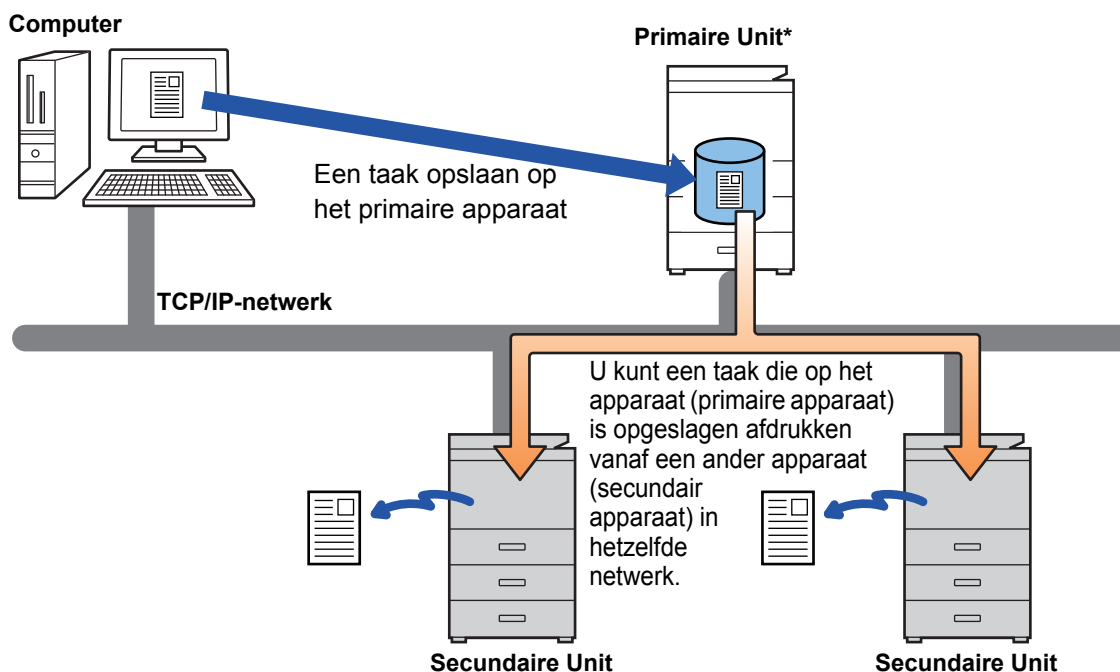 Computer
Primaire Unit*
Een taak opslaan op
het primaire apparaat
TCP/IP-netwerk
U kunt een taak die op het
apparaat (primaire apparaat)
is opgeslagen afdrukken
vanaf een ander apparaat
(secundair
apparaat) in
hetzelfde
netwerk.
Secundaire Unit
Secundaire Unit